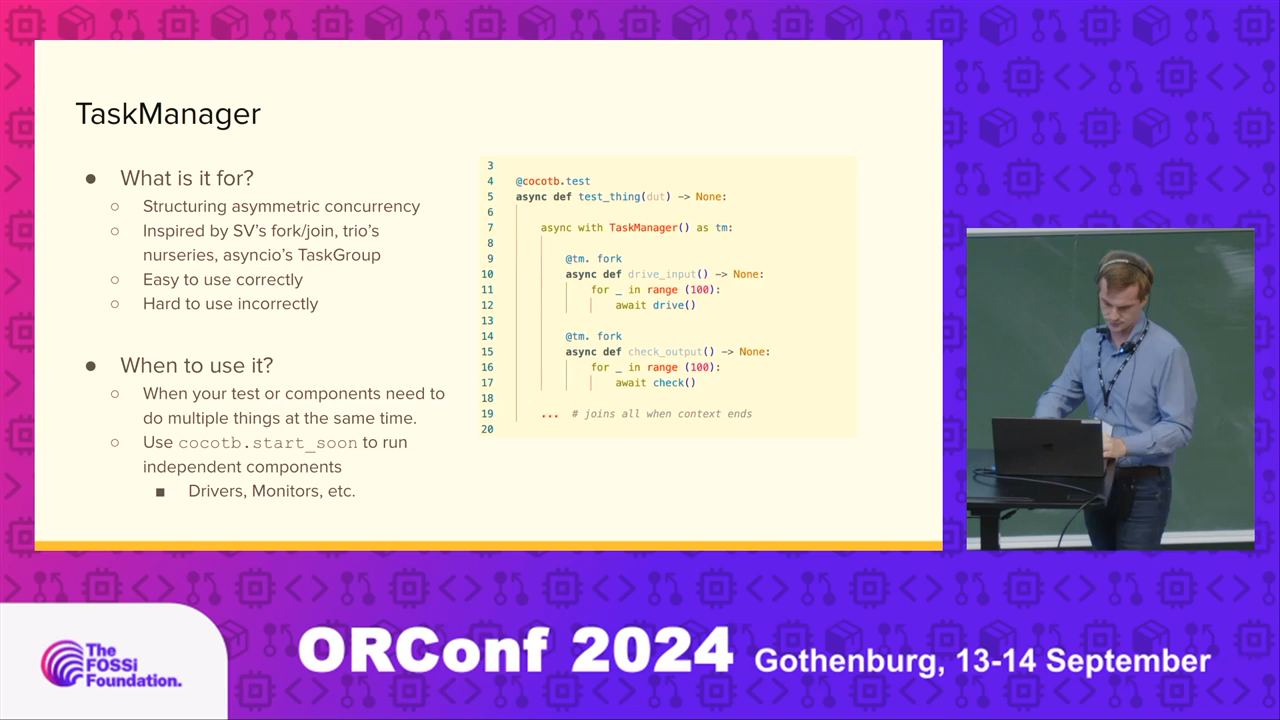 TaskManager
● What is it for?
○ Structuring asymmetric concurrency
○ Inspired by SV's fork/join, trio's
nurseries, asyncio's TaskGroup
○ Easy to use correctly
○ Hard to use incorrectly
● When to use it?
○ When your test or components need to
do multiple things at the same time.
○ Use cocotb.start_soon to run
independent components
■ Drivers, Monitors, etc.
3
4 @cocotb.test
5 async def test_thing(dut) -> None:
6
7 async with TaskManager() as tm:
8
9 @tm. fork
10 async def drive_input() -> None:
11 for _ in range (100):
12 await drive()
13
14 @tm. fork
15 async def check_output() -> None:
16 for _ in range (100):
17 await check()
18
19 ... # joins all when context ends
20
The
FOSSi
Foundation.
ORConf 2024 Gothenburg, 13-14 September